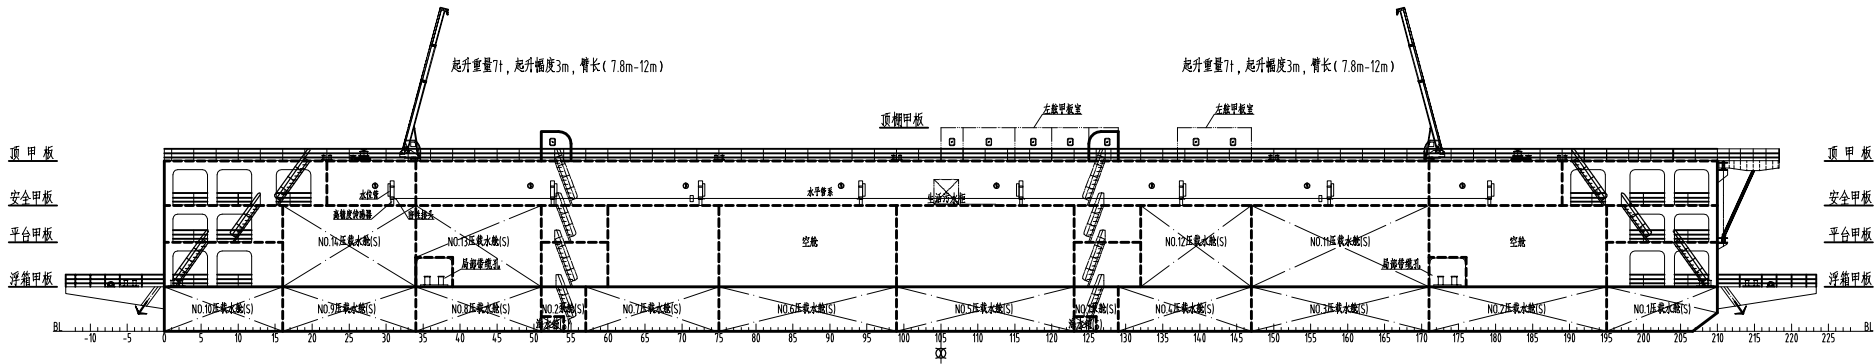 起升重量7t，起升幅度3m，臂长(7.8m-12m)
起升重量7t，起升幅度3m，臂长(7.8m-12m)
顶棚甲板
左舷甲板室
左舷甲板室
顶甲板
顶甲板
水位管
水平管系
生活污水柜
安全甲板
安全甲板
平台甲板
NO.14压载水舱(S)
NO.13压载水舱(S)
空舱
NO.12压载水舱(S)
NO.11压载水舱(S)
空舱
平台甲板
局部带缆孔
局部带缆孔
浮箱甲板
浮箱甲板
NO.10压载水舱(S)
NO.9压载水舱(S)
NO.8压载水舱(S)
NO.7压载水舱(S)
NO.6压载水舱(S)
NO.5压载水舱(S)
NO.4压载水舱(S)
NO.3压载水舱(S)
NO.2压载水舱(S)
NO.1压载水舱(S)
BL
BL
-10 -5 0 5 10 15 20 25 30 35 40 45 50 55 60 65 70 75 80 85 90 95 100 105 110 115 120 125 130 135 140 145 150 155 160 165 170 175 180 185 190 195 200 205 210 215 220 225